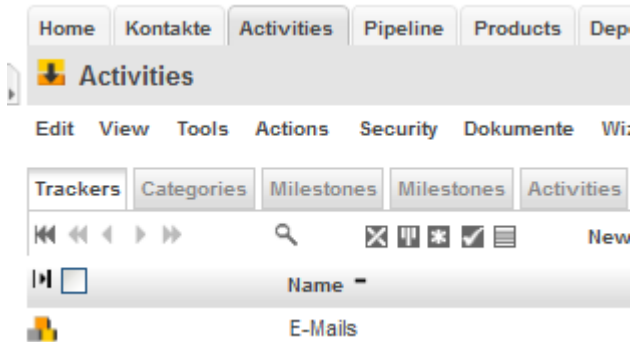 Home Kontakte Activities Pipeline Products
Activities
Edit View Tools Actions Security Dokumente
Trackers Categories Milestones Milestones Activities
New
Name
E-Mails